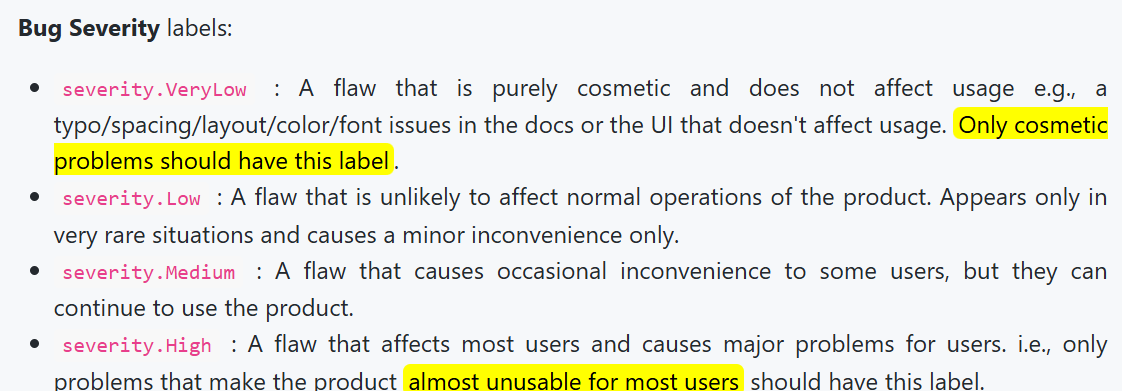 Bug Severity labels:
severity.VeryLow : A flaw that is purely cosmetic and does not affect usage e.g., a
typo/spacing/layout/color/font issues in the docs or the UI that doesn't affect usage. Only cosmetic
problems should have this label.
severity.Low : A flaw that is unlikely to affect normal operations of the product. Appears only in
very rare situations and causes a minor inconvenience only.
severity.Medium : A flaw that causes occasional inconvenience to some users, but they can
continue to use the product.
severity.High : A flaw that affects most users and causes major problems for users. i.e., only
problems that make the product almost unusable for most users should have this label.